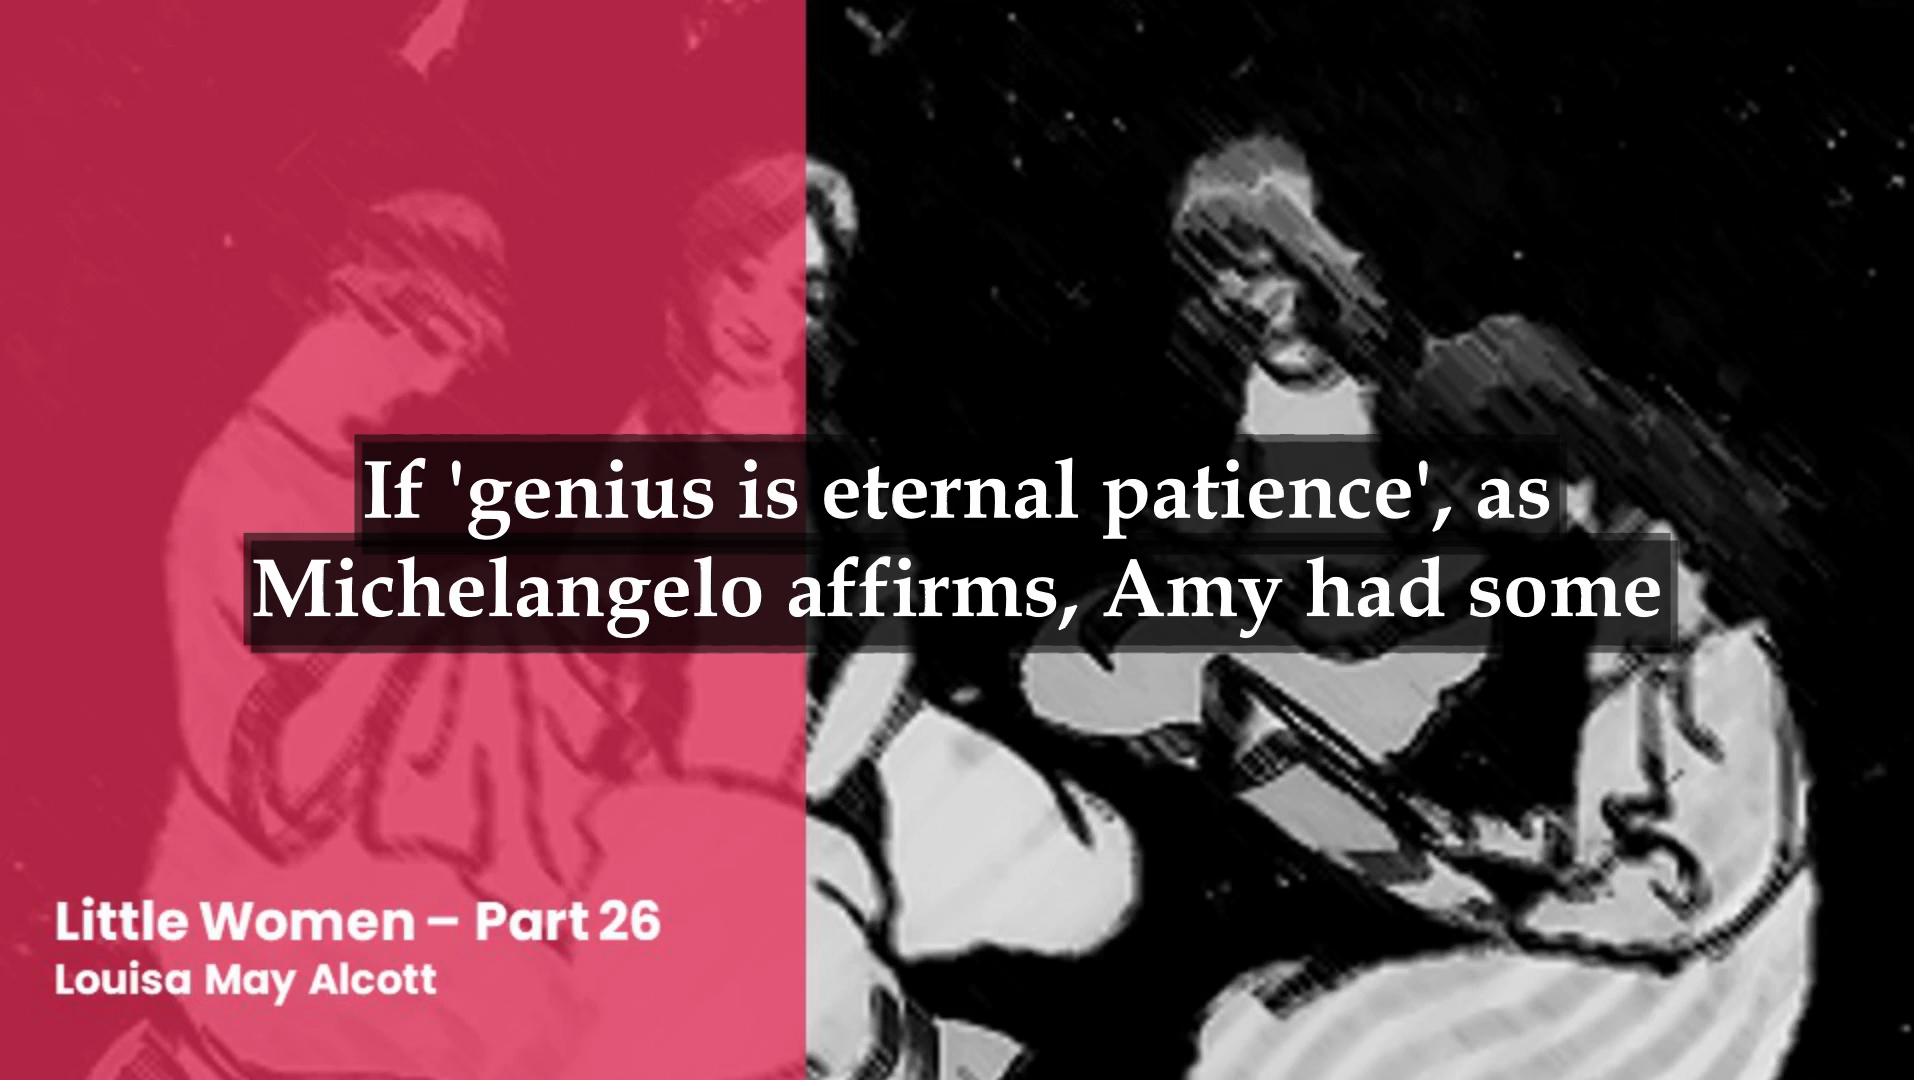 If 'genius is eternal patience', as
Michelangelo affirms, Amy had some
Little Women – Part 26
Louisa May Alcott